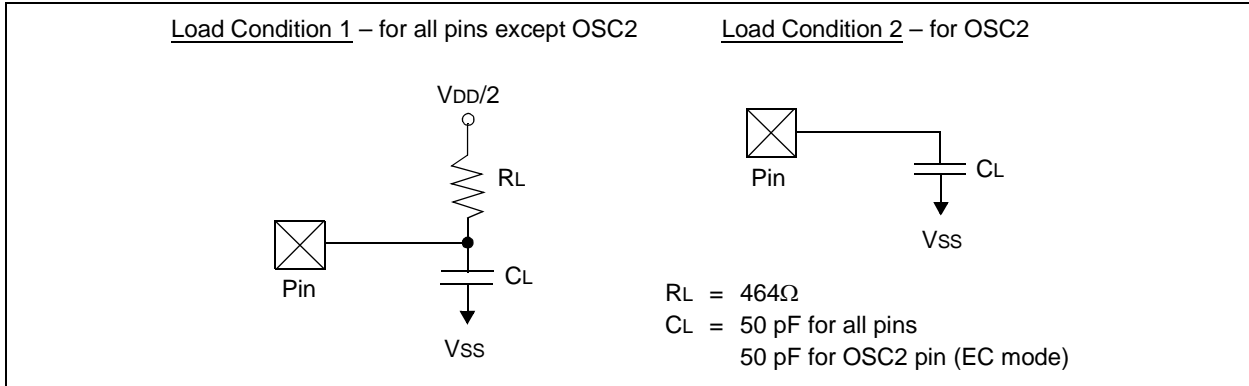 Load Condition 1 – for all pins except OSC2
VDD/2
RL
Pin
CL
VSS
Load Condition 2 – for OSC2
Pin
CL
VSS
RL = 464Ω
CL = 50 pF for all pins
50 pF for OSC2 pin (EC mode)